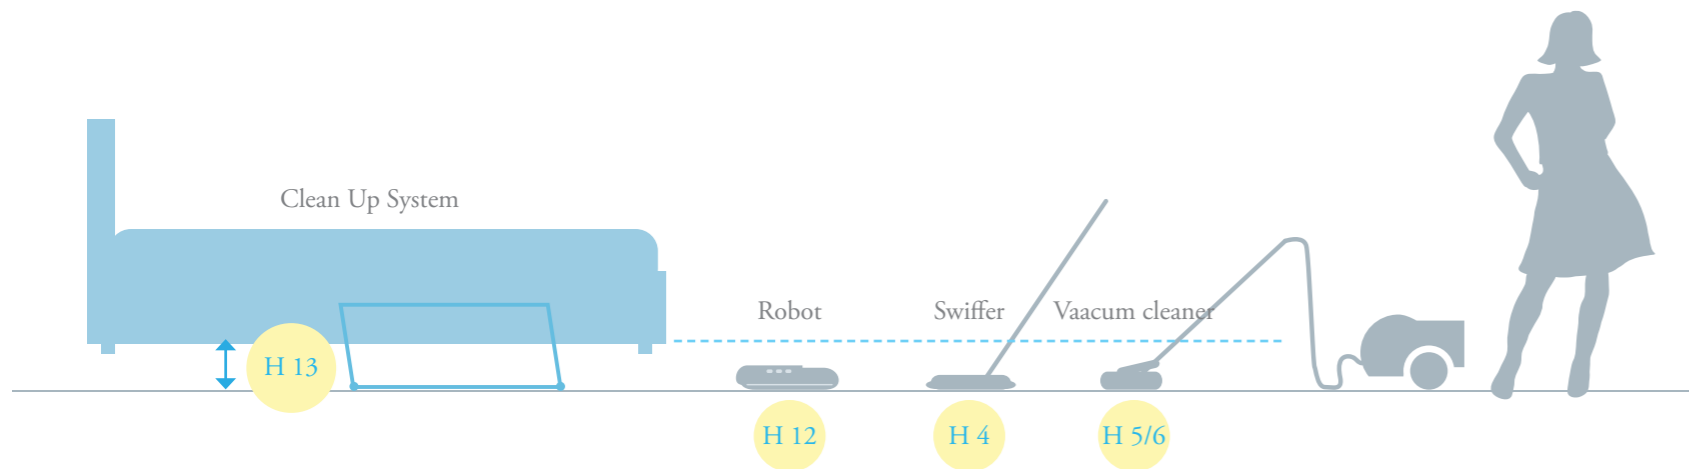 Clean Up System
Robot
Swiffer
Vaacum cleaner
H 13
H 12
H 4
H 5/6